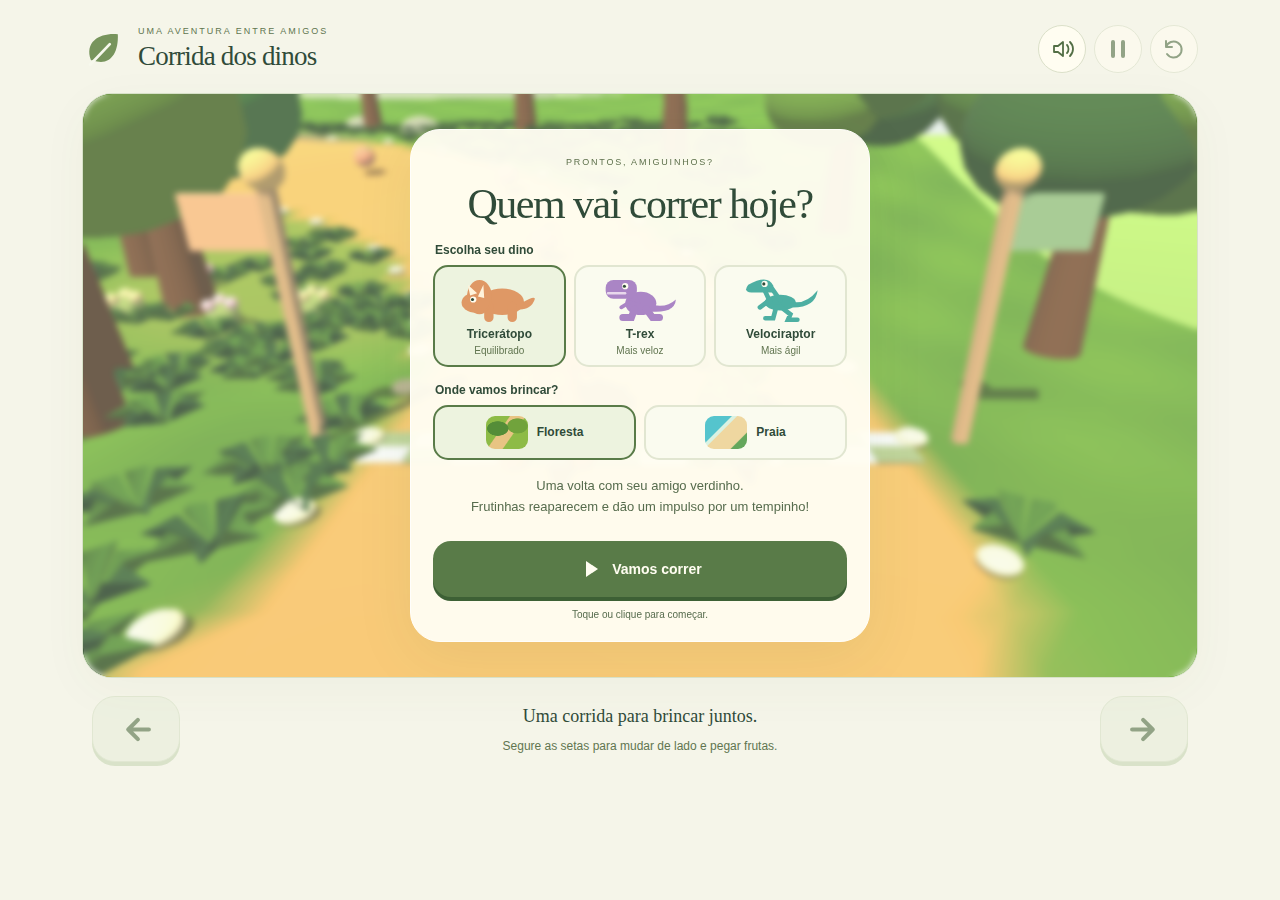 UMA AVENTURA ENTRE AMIGOS
Corrida dos dinos
PRONTOS, AMIGUINHOS?
Quem vai correr hoje?
Escolha seu dino
Tricerátopo
Equilibrado
T-rex
Mais veloz
Velociraptor
Mais ágil
Onde vamos brincar?
Floresta
Praia
Uma volta com seu amigo verdinho.
Frutinhas reaparecem e dão um impulso por um tempinho!
Vamos correr
Toque ou clique para começar.
Uma corrida para brincar juntos.
Segure as setas para mudar de lado e pegar frutas.